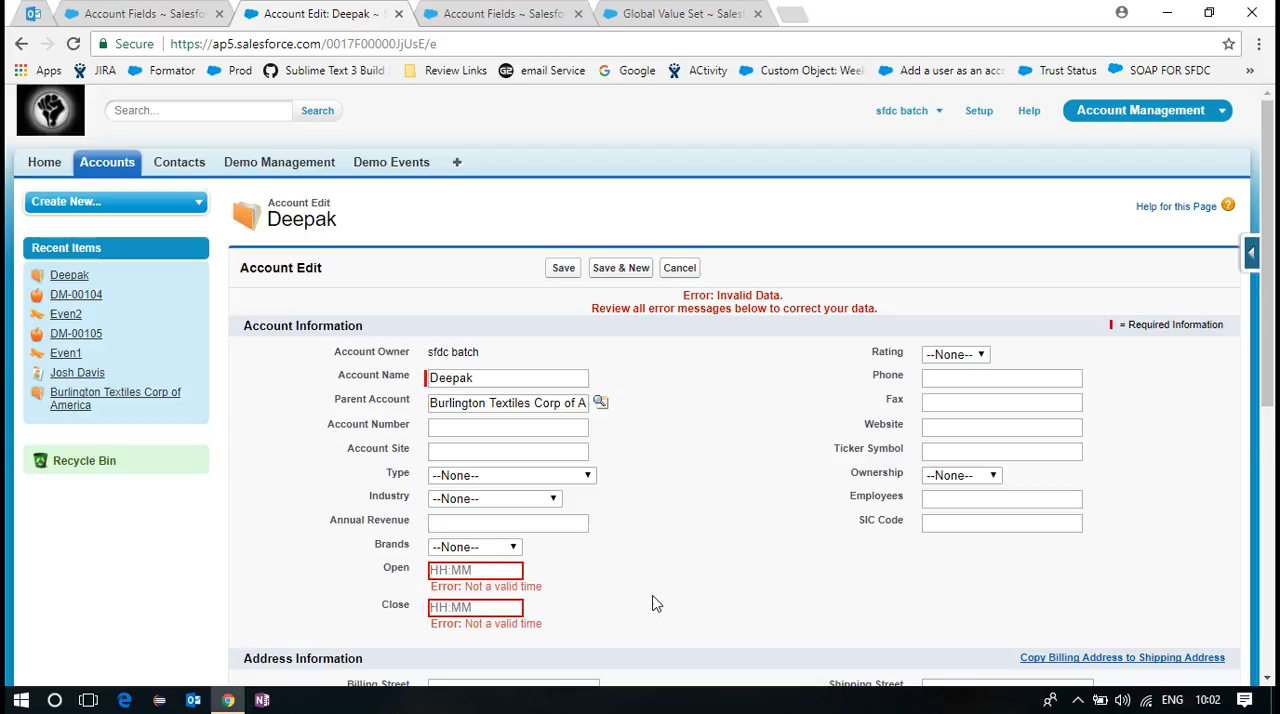 Account Fields ~ Salesfo
Account Edit: Deepak ~ S
Account Fields ~ Salesfo
Global Value Set ~ Sales
Secure
https://ap5.salesforce.com/0017F00000JjUsE/e
Apps
JIRA
Formator
Prod
Sublime Text 3 Build
Review Links
email Service
Google
ACtivity
Custom Object: Week
Add a user as an acc
Trust Status
SOAP FOR SFDC
»
Search...
Search
sfdc batch
Setup
Help
Account Management
Home
Accounts
Contacts
Demo Management
Demo Events
+
Create New...
Account Edit
Deepak
Help for this Page ?
Recent Items
Deepak
DM-00104
Even2
DM-00105
Even1
Josh Davis
Burlington Textiles Corp of
America
Recycle Bin
Account Edit
Save
Save & New
Cancel
Error: Invalid Data.
Review all error messages below to correct your data.
Account Information
= Required Information
Account Owner
sfdc batch
Account Name
Deepak
Parent Account
Burlington Textiles Corp of A
Account Number
Account Site
Type
--None--
Industry
--None--
Annual Revenue
Brands
--None--
Open
HH:MM
Error: Not a valid time
Close
HH:MM
Error: Not a valid time
Rating
--None--
Phone
Fax
Website
Ticker Symbol
Ownership
--None--
Employees
SIC Code
Address Information
Copy Billing Address to Shipping Address
Billing Street
Shipping Street
ENG
10:02